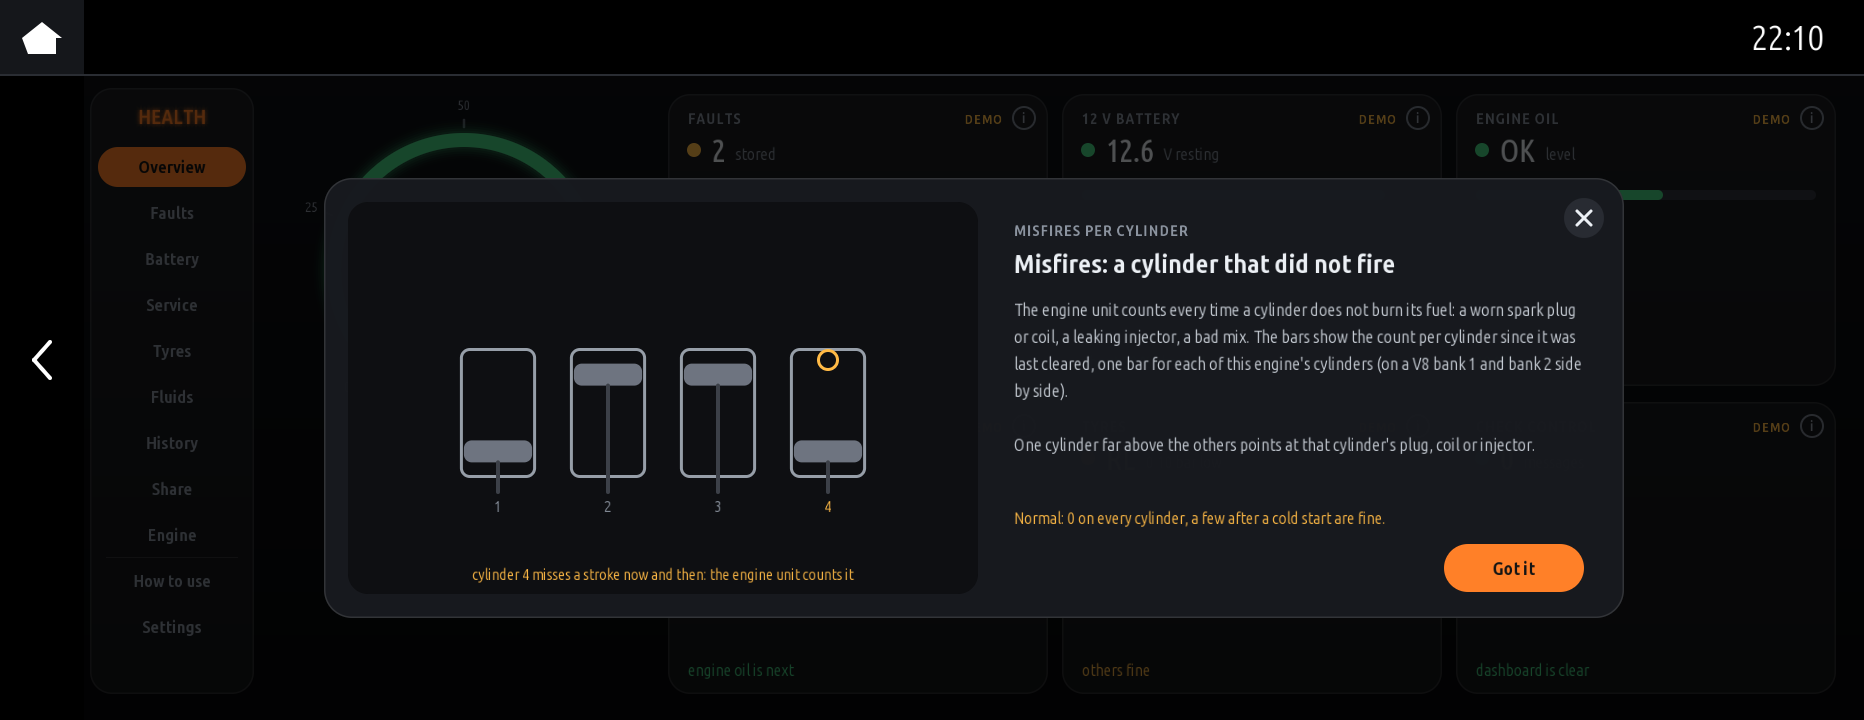 22:10
HEALTH
Overview
Faults
Battery
Service
Tyres
Fluids
History
Share
Engine
How to use
Settings
50
25
FAULTS
DEMO
i
2 stored
12 V BATTERY
DEMO
i
12.6 V resting
ENGINE OIL
DEMO
i
OK level
DEMO
i
engine oil is next
others fine
dashboard is clear
1
2
3
4
cylinder 4 misses a stroke now and then: the engine unit counts it
MISFIRES PER CYLINDER
Misfires: a cylinder that did not fire
The engine unit counts every time a cylinder does not burn its fuel: a worn spark plug
or coil, a leaking injector, a bad mix. The bars show the count per cylinder since it was
last cleared, one bar for each of this engine's cylinders (on a V8 bank 1 and bank 2 side
by side).
One cylinder far above the others points at that cylinder's plug, coil or injector.
Normal: 0 on every cylinder, a few after a cold start are fine.
Got it